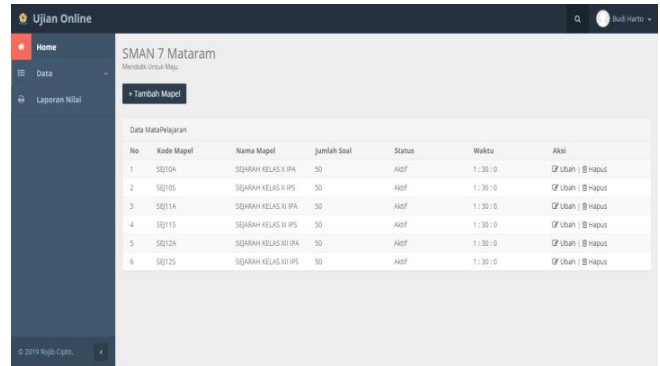 Ujian Online
Budi Harto
Home
Data
Laporan Nilai
SMAN 7 Mataram
Mendidik Untuk Maju
+ Tambah Mapel
Data MataPelajaran
No Kode Mapel Nama Mapel Jumlah Soal Status Waktu Aksi
1 SEJ10A SEJARAH KELAS X IPA 50 Aktif 1 : 30 : 0 Ubah | Hapus
2 SEJ10S SEJARAH KELAS X IPS 50 Aktif 1 : 30 : 0 Ubah | Hapus
3 SEJ11A SEJARAH KELAS XI IPA 50 Aktif 1 : 30 : 0 Ubah | Hapus
4 SEJ11S SEJARAH KELAS XI IPS 50 Aktif 1 : 30 : 0 Ubah | Hapus
5 SEJ12A SEJARAH KELAS XII IPA 50 Aktif 1 : 30 : 0 Ubah | Hapus
6 SEJ12S SEJARAH KELAS XII IPS 50 Aktif 1 : 30 : 0 Ubah | Hapus
© 2019 Rojib Cipto.